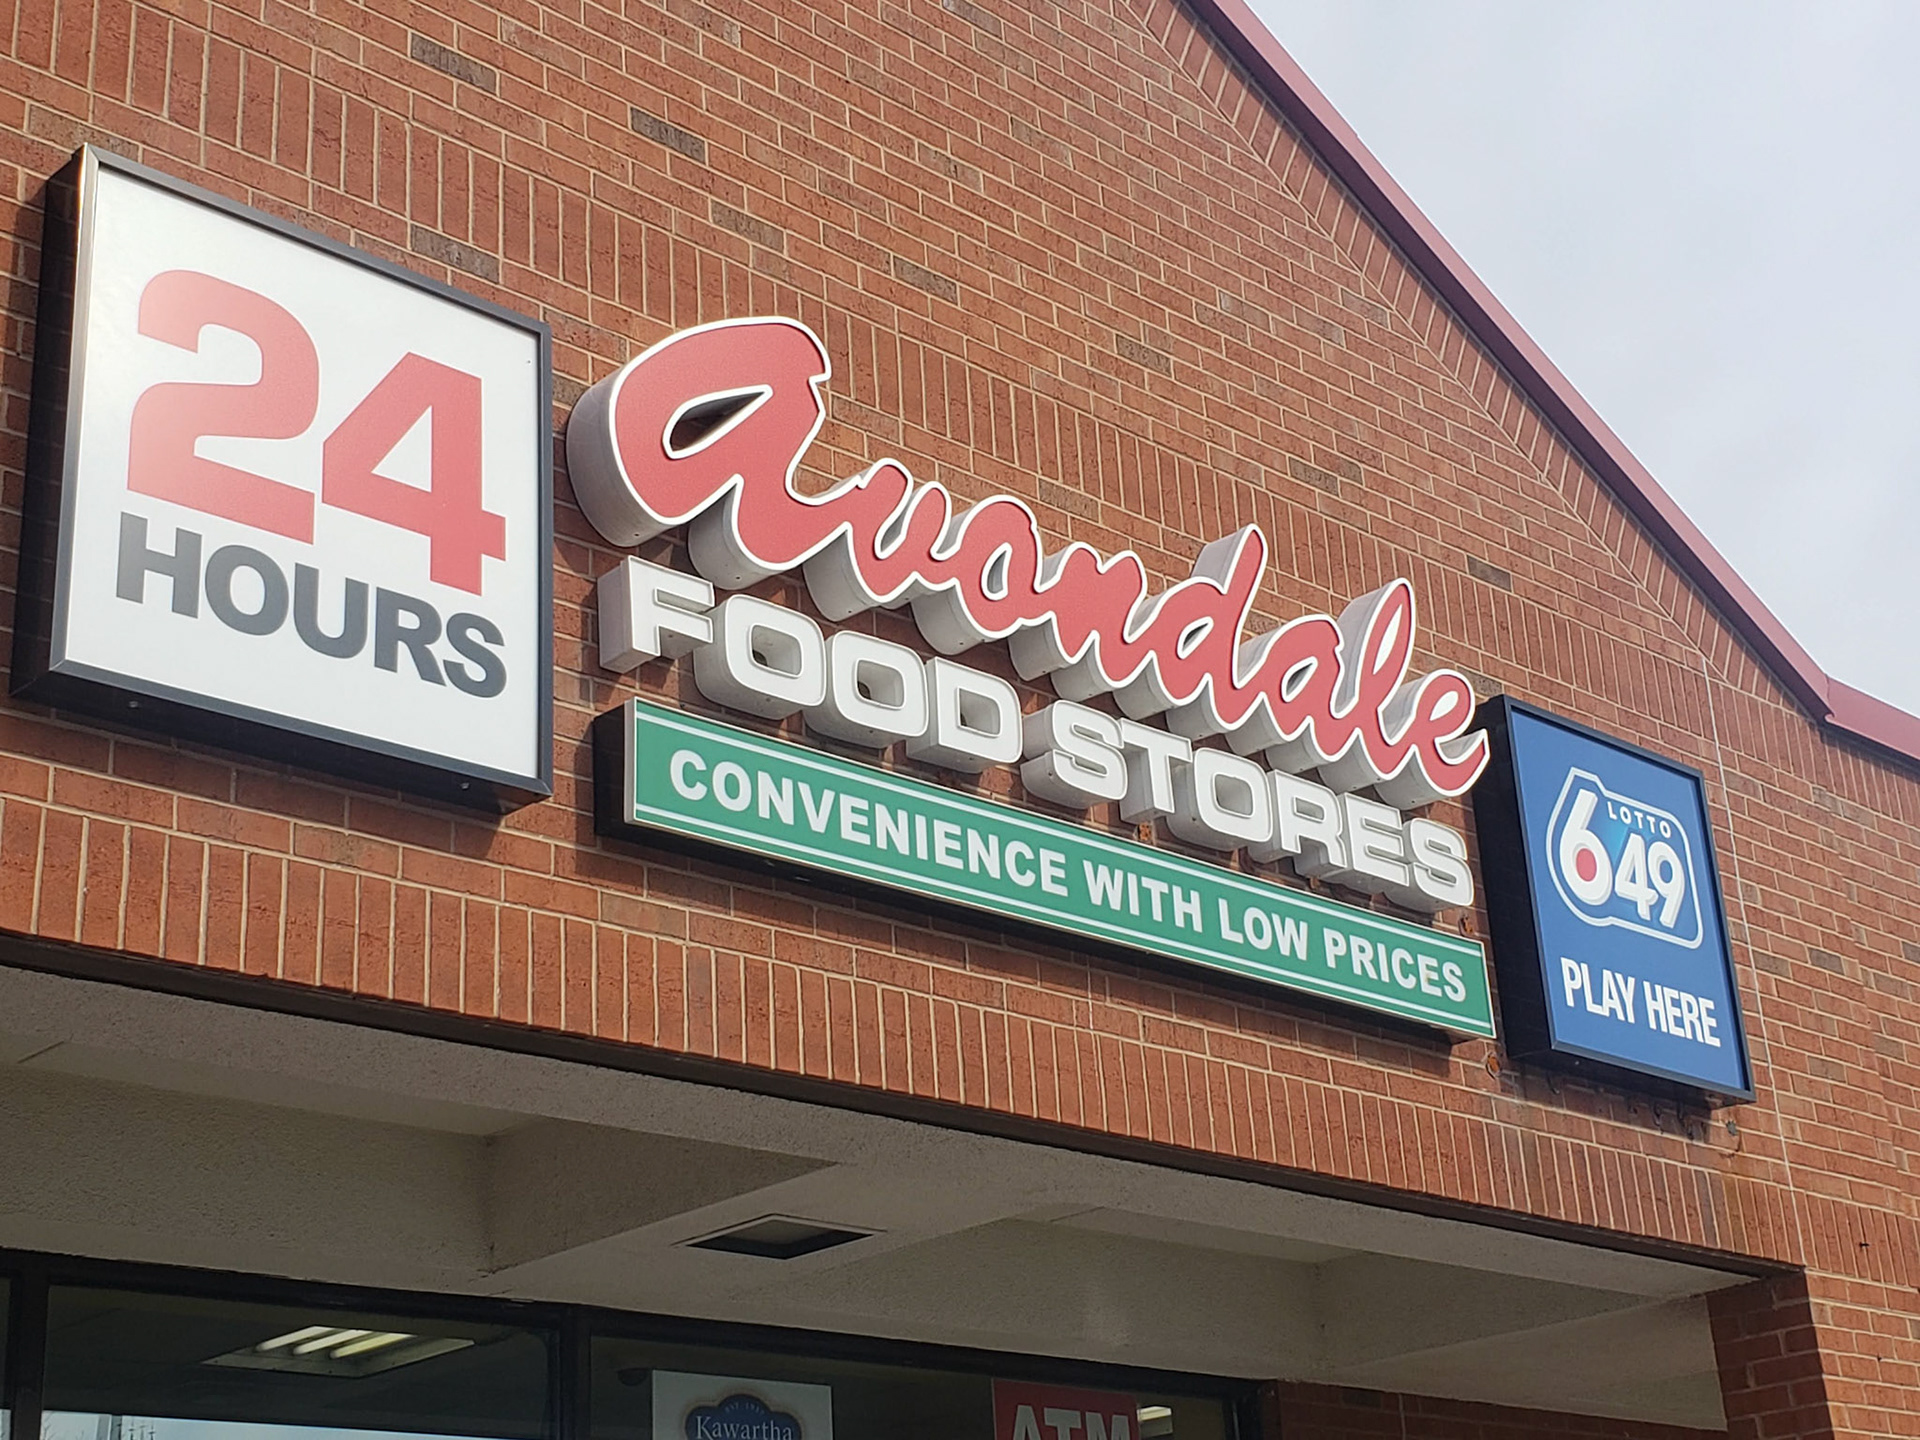 24
HOURS
avondale
FOOD STORES
CONVENIENCE WITH LOW PRICES
LOTTO
649
PLAY HERE
Kawartha
ATM